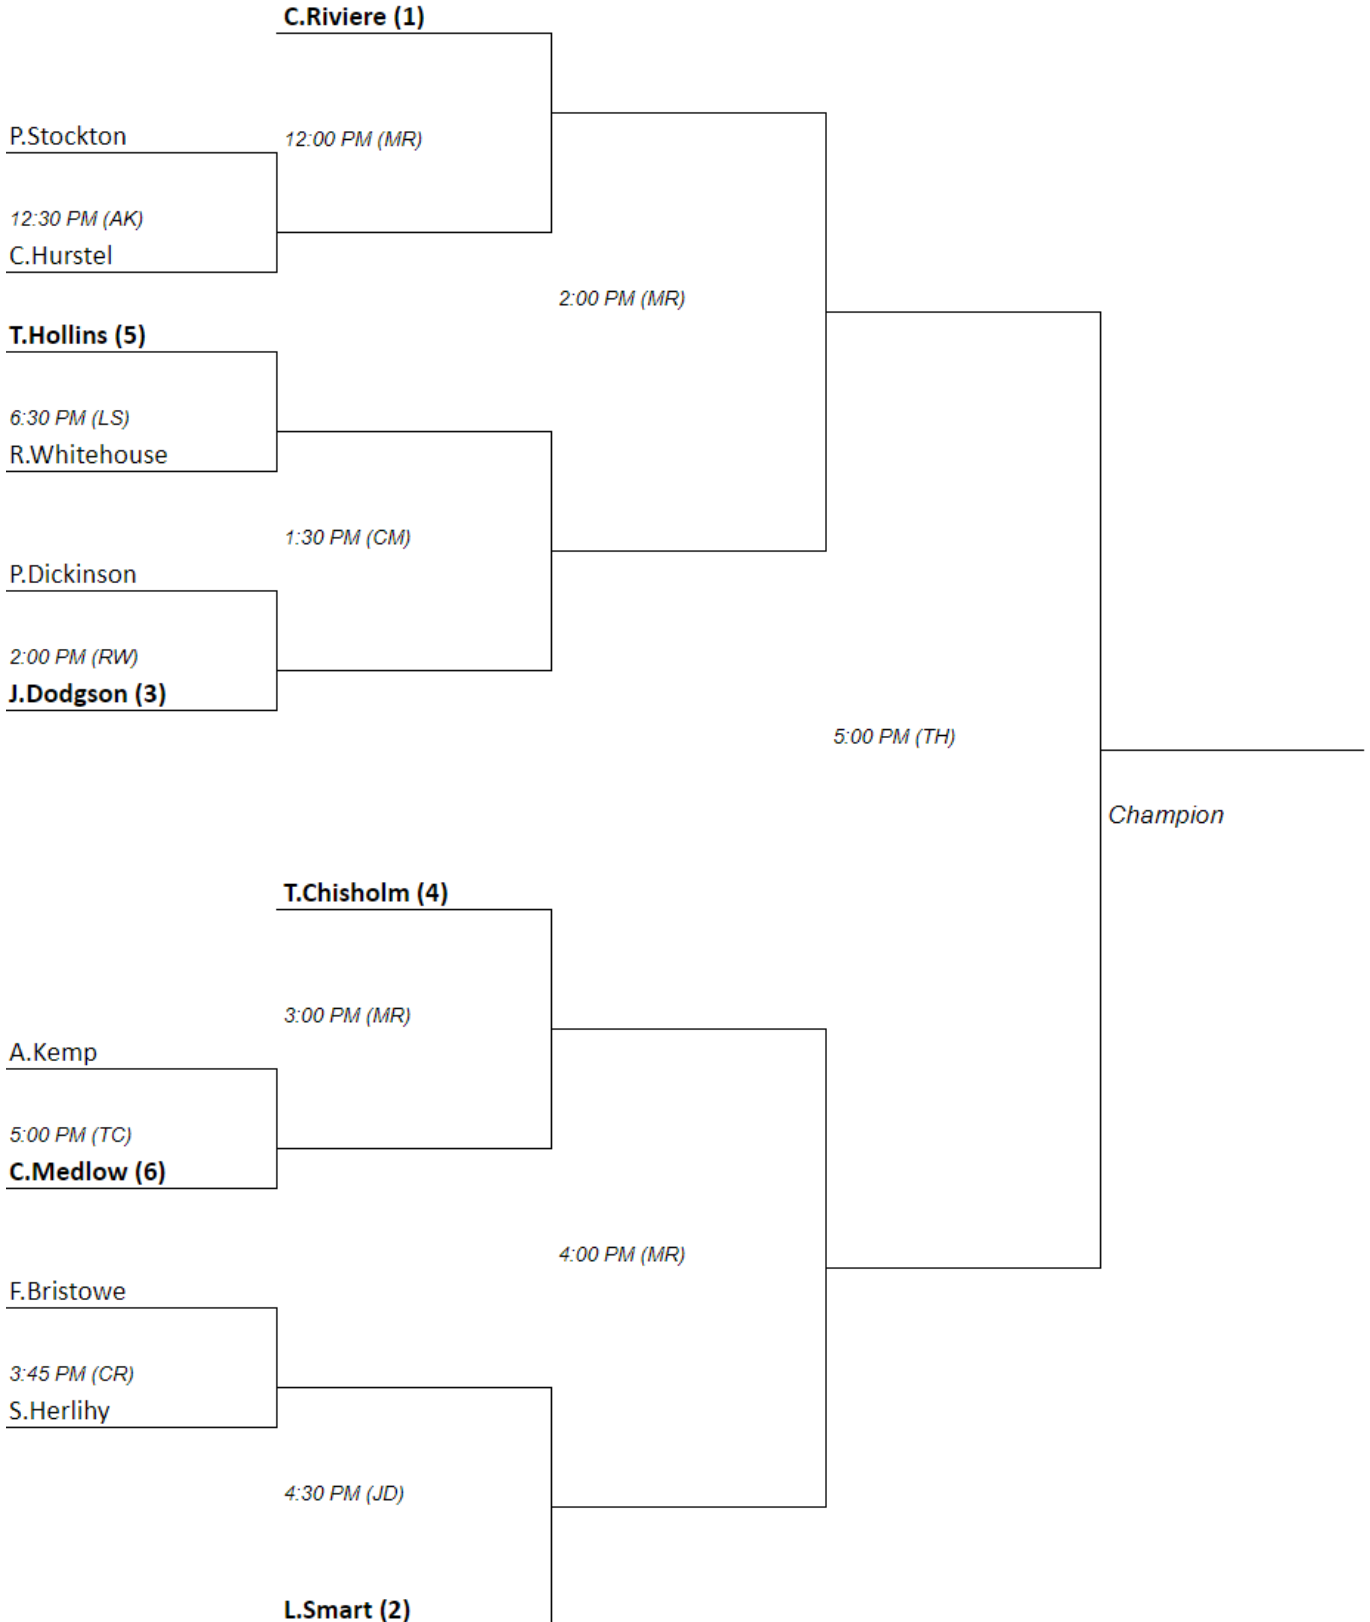 C.Riviere (1)
P.Stockton
12:00 PM (MR)
12:30 PM (AK)
C.Hurstel
2:00 PM (MR)
T.Hollins (5)
6:30 PM (LS)
R.Whitehouse
1:30 PM (CM)
P.Dickinson
2:00 PM (RW)
J.Dodgson (3)
5:00 PM (TH)
Champion
T.Chisholm (4)
3:00 PM (MR)
A.Kemp
5:00 PM (TC)
C.Medlow (6)
4:00 PM (MR)
F.Bristowe
3:45 PM (CR)
S.Herlihy
4:30 PM (JD)
L.Smart (2)